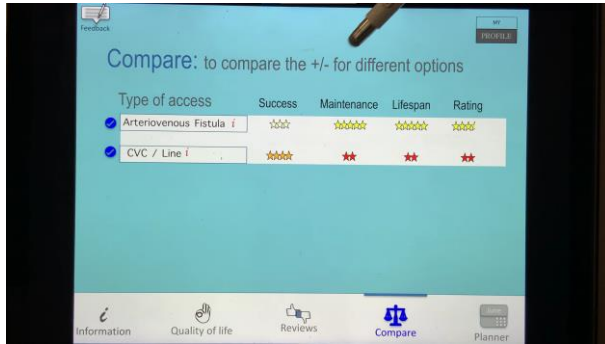 Feedback
MY
PROFILE
Compare: to compare the +/- for different options
Type of access Success Maintenance Lifespan Rating
Arteriovenous Fistula i
CVC / Line i
i
Information Quality of life Reviews Compare Planner